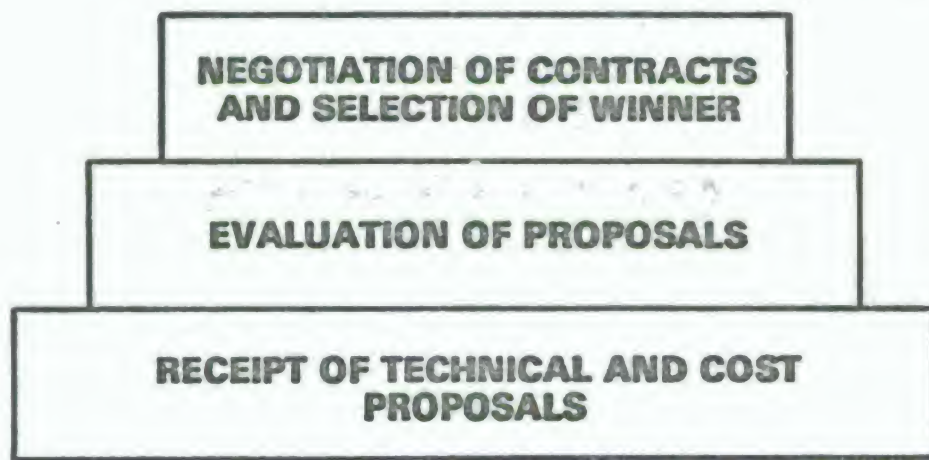 NEGOTIATION OF CONTRACTS
AND SELECTION OF WINNER
EVALUATION OF PROPOSALS
RECEIPT OF TECHNICAL AND COST
PROPOSALS